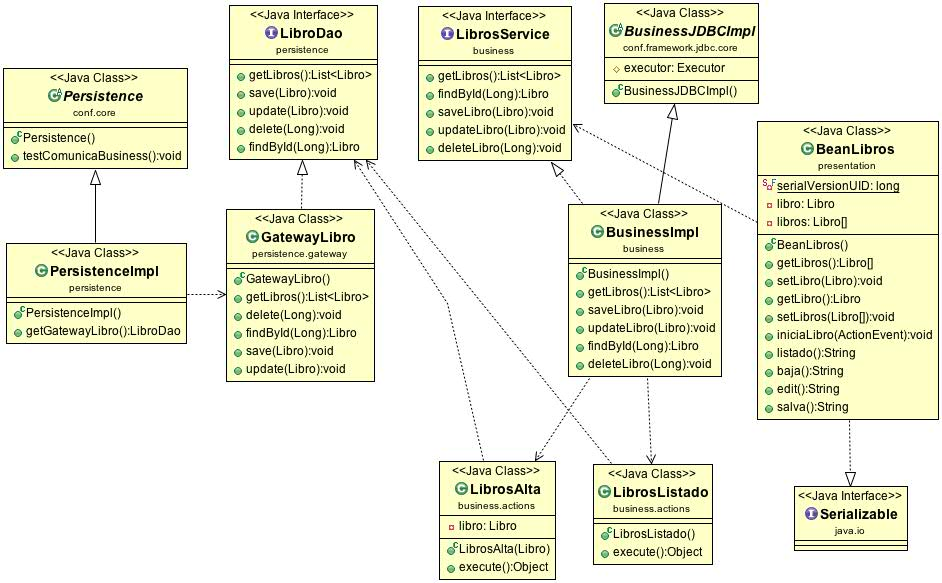 <<Java Class>>
Persistence
conf.core
Persistence()
testComunicaBusiness():void
<<Java Interface>>
LibroDao
persistence
getLibros():List<Libro>
save(Libro):void
update(Libro):void
delete(Long):void
findById(Long):Libro
<<Java Interface>>
LibrosService
business
getLibros():List<Libro>
findById(Long):Libro
saveLibro(Libro):void
updateLibro(Libro):void
deleteLibro(Long):void
<<Java Class>>
BusinessJDBCImpl
conf.framework.jdbc.core
executor: Executor
BusinessJDBCImpl()
<<Java Class>>
BeanLibros
presentation
serialVersionUID: long
libro: Libro
libros: Libro[]
BeanLibros()
getLibros():Libro[]
setLibro(Libro):void
getLibro():Libro
setLibros(Libro[]):void
iniciaLibro(ActionEvent):void
listado():String
baja():String
edit():String
salva():String
<<Java Class>>
PersistenceImpl
persistence
PersistenceImpl()
getGatewayLibro():LibroDao
<<Java Class>>
GatewayLibro
persistence.gateway
GatewayLibro()
getLibros():List<Libro>
delete(Long):void
findById(Long):Libro
save(Libro):void
update(Libro):void
<<Java Class>>
BusinessImpl
business
BusinessImpl()
getLibros():List<Libro>
saveLibro(Libro):void
updateLibro(Libro):void
findById(Long):Libro
deleteLibro(Long):void
<<Java Class>>
LibrosAlta
business.actions
libro: Libro
LibrosAlta(Libro)
execute():Object
<<Java Class>>
LibrosListado
business.actions
LibrosListado()
execute():Object
<<Java Interface>>
Serializable
java.io